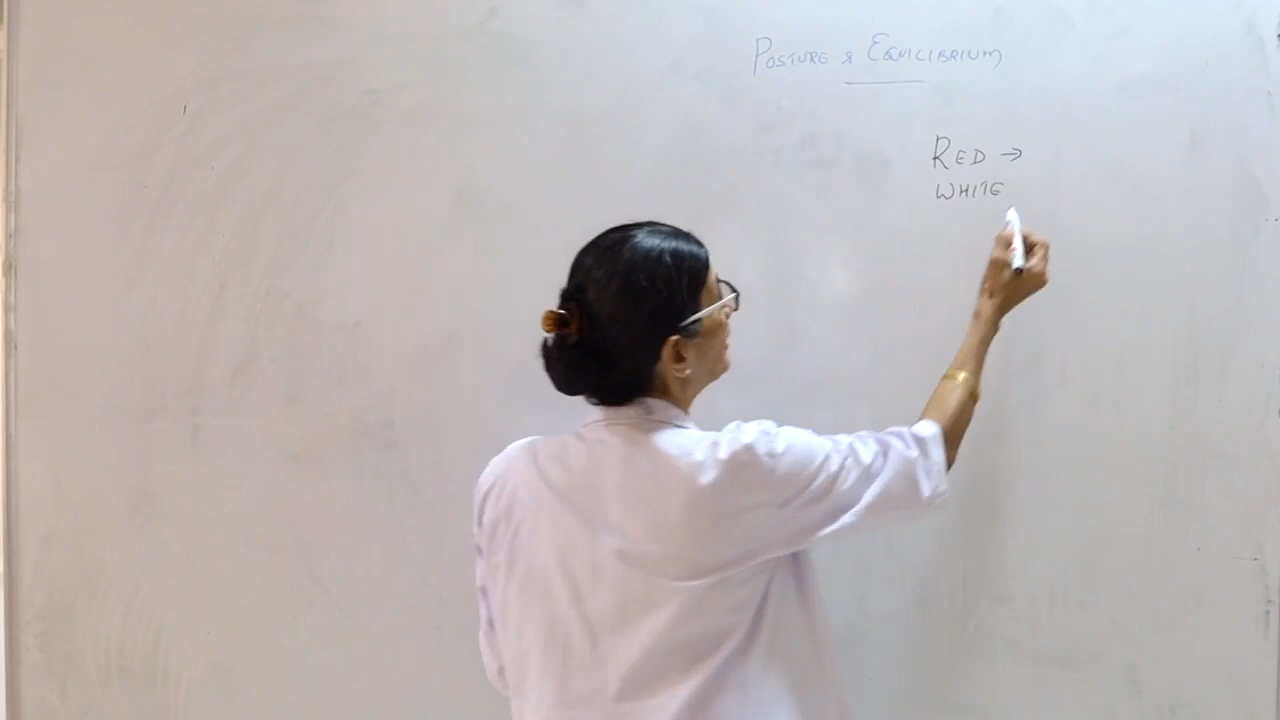 POSTURE & EQUILIBRIUM
RED →
WHITE